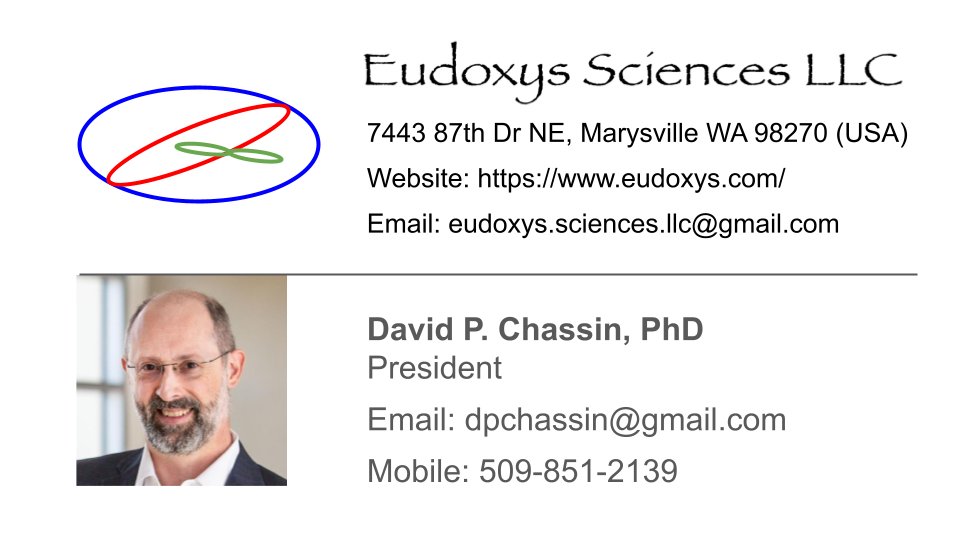 Eudoxys Sciences LLC
7443 87th Dr NE, Marysville WA 98270 (USA)
Website: https://www.eudoxys.com/
Email: eudoxys.sciences.llc@gmail.com
David P. Chassin, PhD
President
Email: dpchassin@gmail.com
Mobile: 509-851-2139